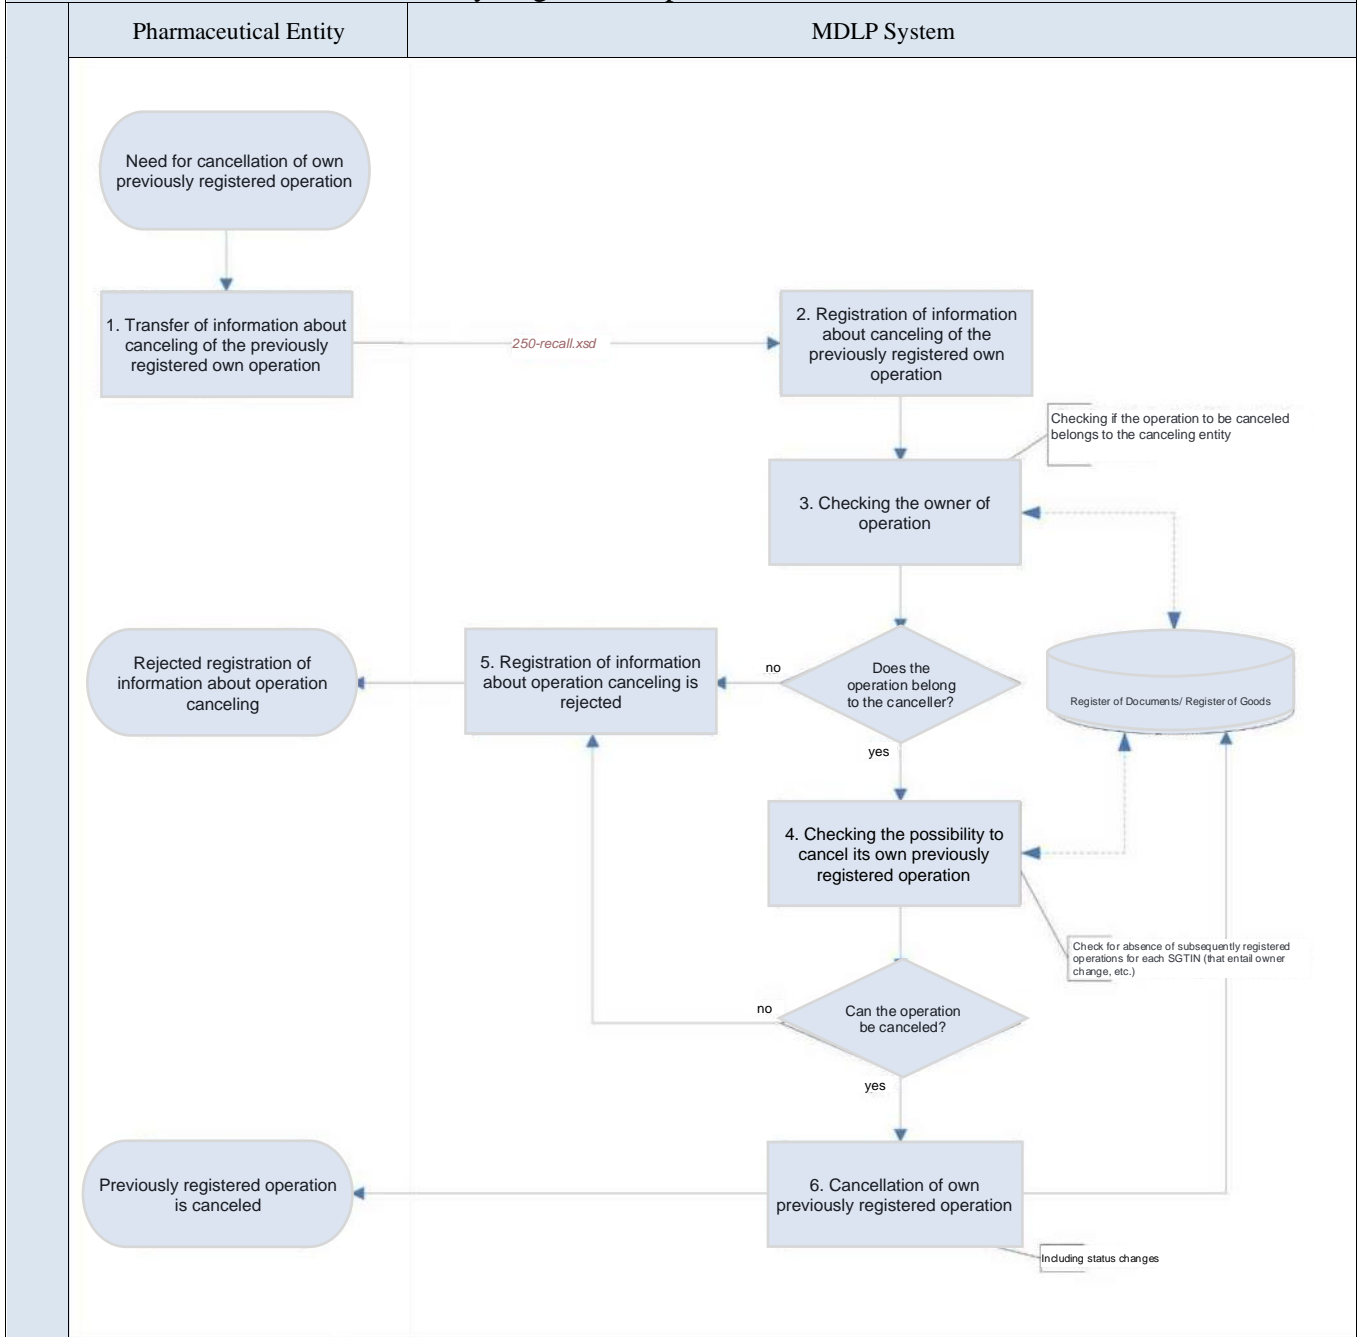 Pharmaceutical Entity
MDLP System
Need for cancellation of own
previously registered operation
1. Transfer of information about
canceling of the previously
registered own operation
250-recall.xsd
2. Registration of information
about canceling of the
previously registered own
operation
Checking if the operation to be canceled
belongs to the canceling entity
3. Checking the owner of
operation
Rejected registration of
information about operation
canceling
5. Registration of information
about operation canceling is
rejected
no
Does the
operation belong
to the canceller?
Register of Documents/ Register of Goods
yes
4. Checking the possibility to
cancel its own previously
registered operation
Check for absence of subsequently registered
operations for each SGTIN (that entail owner
change, etc.)
no
Can the operation
be canceled?
yes
Previously registered operation
is canceled
6. Cancellation of own
previously registered operation
Including status changes